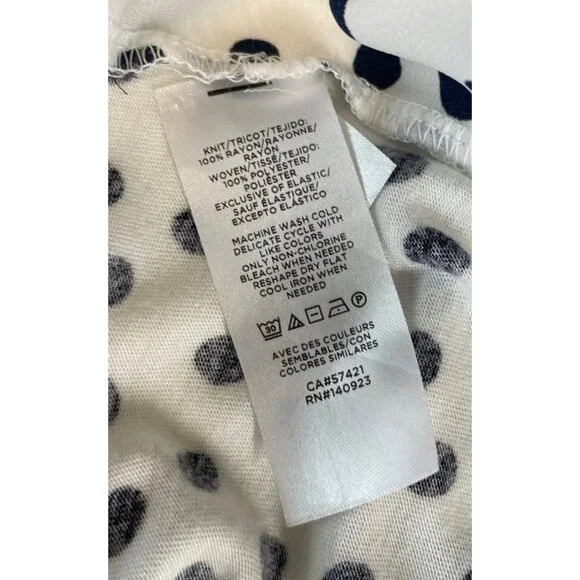 KNIT/TRICOT/TEJIDO:
100% RAYON/RAYONNE/
RAYÓN
WOVEN/TISSÉ/TEJIDO:
100% POLYESTER/
POLIÉSTER
EXCLUSIVE OF ELASTIC/
SAUF ÉLASTIQUE/
EXCEPTO ELÁSTICO
MACHINE WASH COLD
DELICATE CYCLE WITH
LIKE COLORS
ONLY NON-CHLORINE
BLEACH WHEN NEEDED
RESHAPE DRY FLAT
COOL IRON WHEN
NEEDED
30 P
AVEC DES COULEURS
SEMBLABLES/CON
COLORES SIMILARES
CA#57421
RN#140923